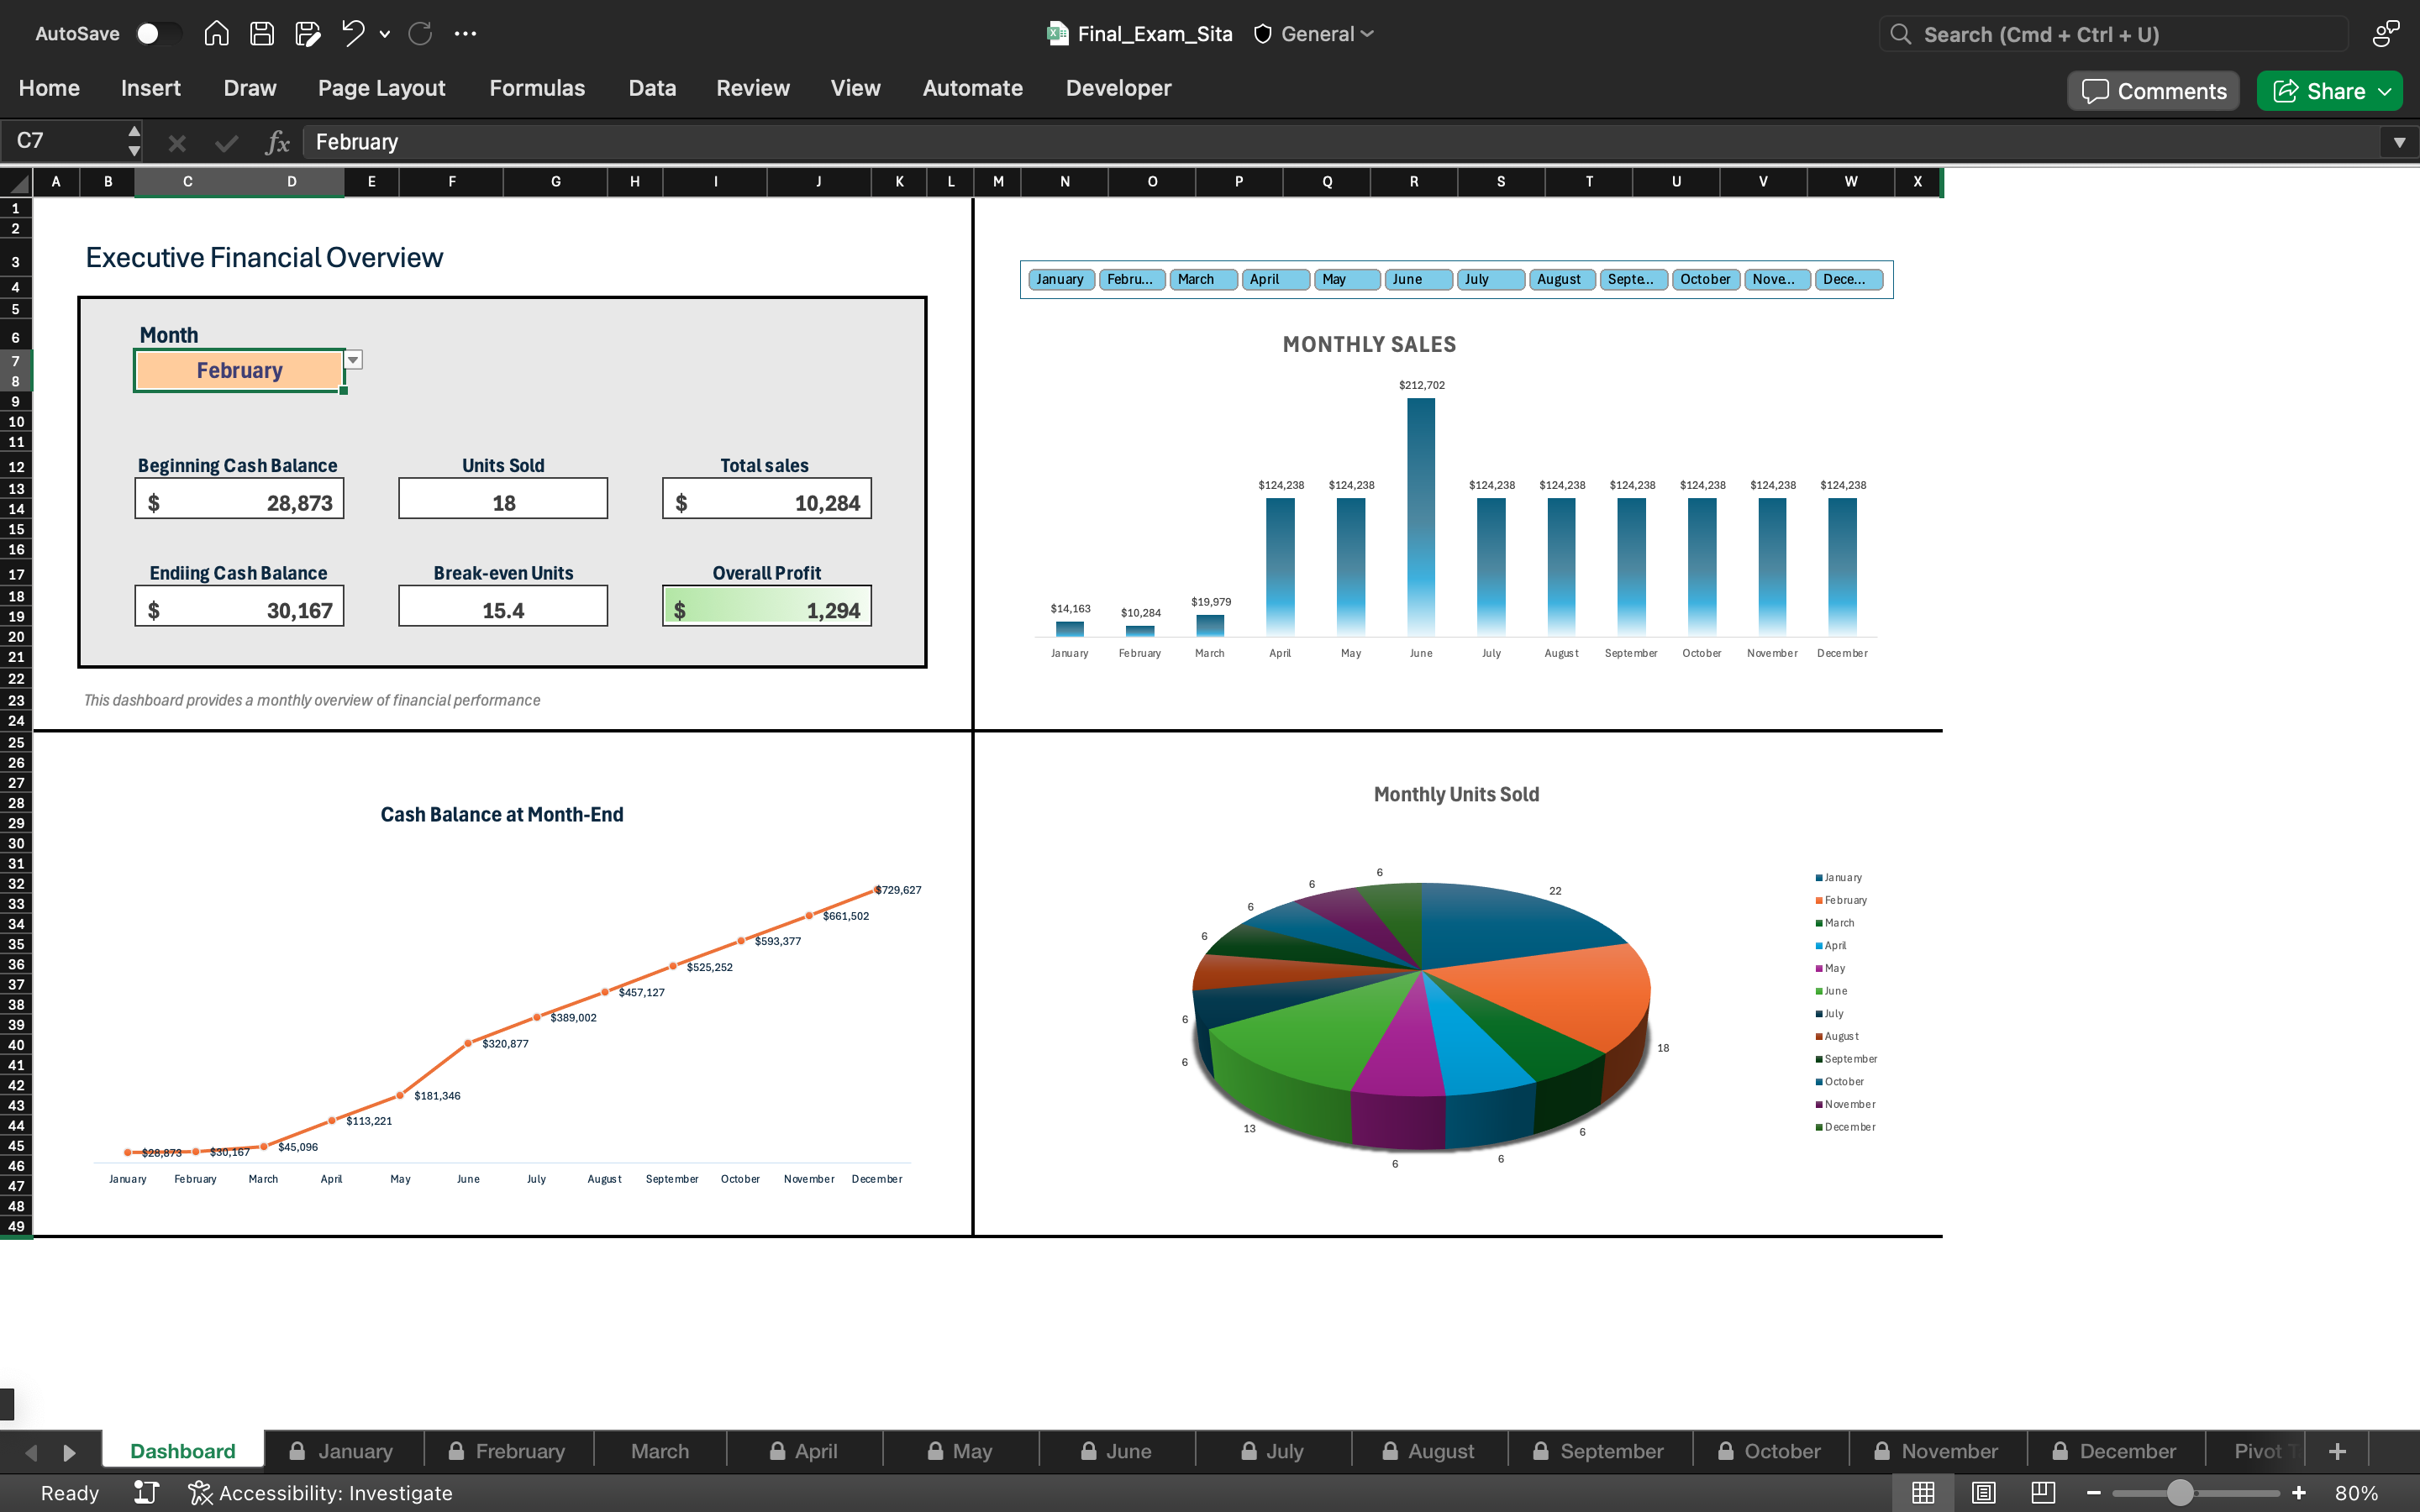 AutoSave
Final_Exam_Sita
General
Search (Cmd + Ctrl + U)
Home Insert Draw Page Layout Formulas Data Review View Automate Developer
Comments
Share
C7
fx
February
A B C D E F G H I J K L M N O P Q R S T U V W X
1
2
3
4
5
6
7
8
9
10
11
12
13
14
15
16
17
18
19
20
21
22
23
24
25
26
27
28
29
30
31
32
33
34
35
36
37
38
39
40
41
42
43
44
45
46
47
48
49
Executive Financial Overview
Month
February
Beginning Cash Balance Units Sold Total sales
$ 28,873 18 $ 10,284
Endiing Cash Balance Break-even Units Overall Profit
$ 30,167 15.4 $ 1,294
This dashboard provides a monthly overview of financial performance
January Febru... March April May June July August Septe... October Nove... Dece...
MONTHLY SALES
$212,702
$124,238 $124,238 $124,238 $124,238 $124,238 $124,238 $124,238 $124,238
$14,163 $10,284 $19,979
January February March April May June July August September October November December
Cash Balance at Month-End
$729,627
$661,502
$593,377
$525,252
$457,127
$389,002
$320,877
$181,346
$113,221
$28,873 $30,167 $45,096
January February March April May June July August September October November December
Monthly Units Sold
6
6
22
6
6
6
18
6
13
6
6
6
January
February
March
April
May
June
July
August
September
October
November
December
Dashboard January Frebruary March April May June July August September October November December Pivot T
Ready
Accessibility: Investigate
80%